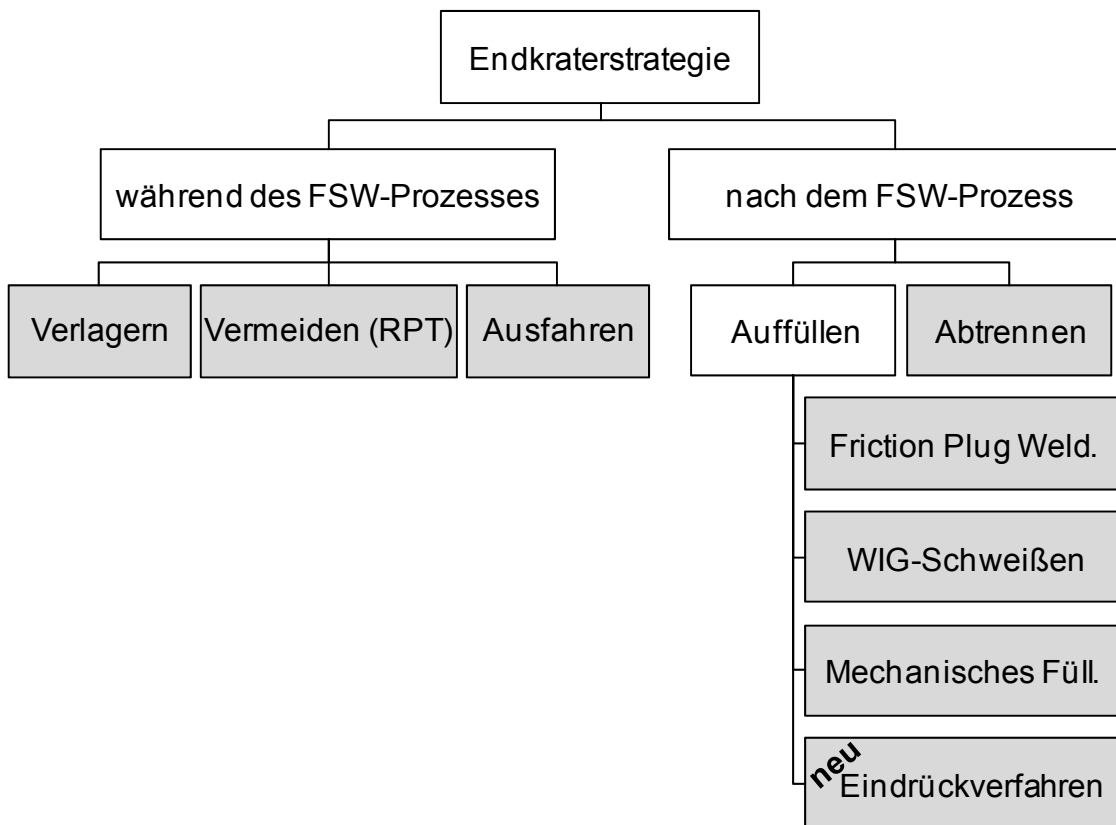 Endkraterstrategie
während des FSW-Prozesses
nach dem FSW-Prozess
Verlagern
Vermeiden (RPT)
Ausfahren
Auffüllen
Abtrennen
Friction Plug Weld.
WIG-Schweißen
Mechanisches Füll.
neu
Eindrückverfahren